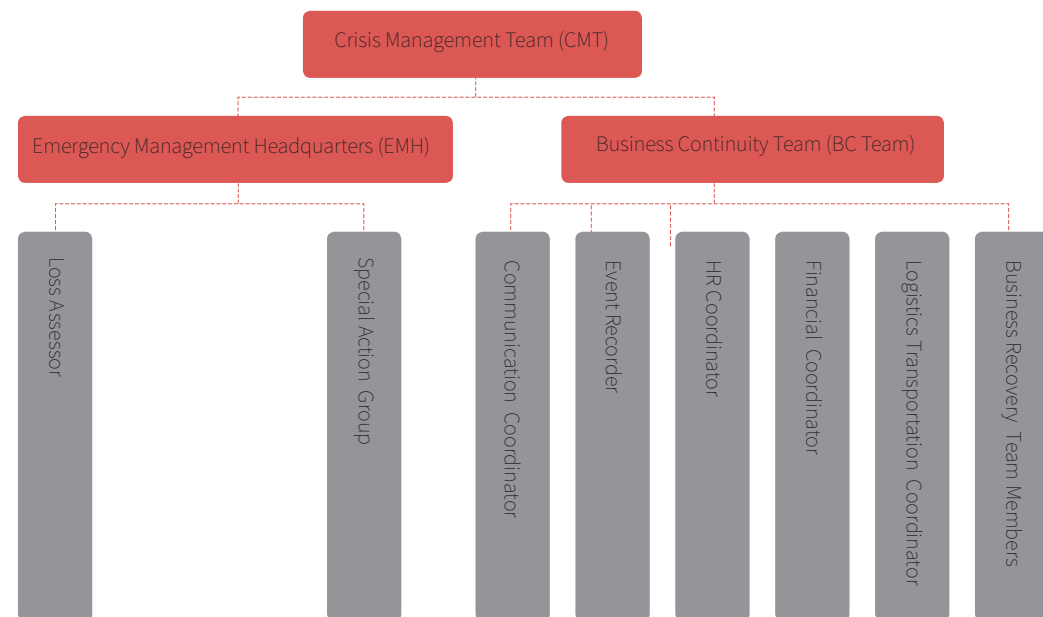 Crisis Management Team (CMT)
Emergency Management Headquarters (EMH)
Business Continuity Team (BC Team)
Loss Assessor
Special Action Group
Communication Coordinator
Event Recorder
HR Coordinator
Financial Coordinator
Logistics Transportation Coordinator
Business Recovery Team Members